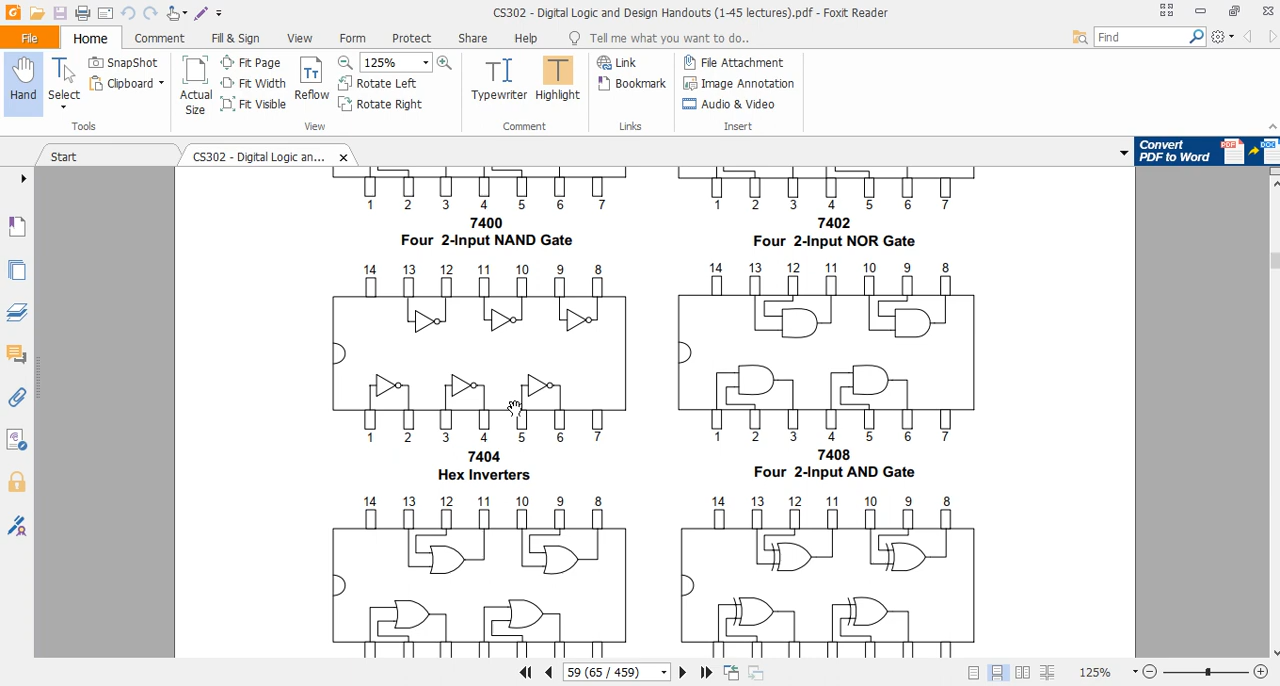 CS302 - Digital Logic and Design Handouts (1-45 lectures).pdf - Foxit Reader
File Home Comment Fill & Sign View Form Protect Share Help Tell me what you want to do.. Find
Hand
Select
SnapShot
Clipboard
Tools
Actual
Size
Fit Page
Fit Width
Fit Visible
Reflow
125%
Rotate Left
Rotate Right
View
Typewriter
Highlight
Comment
Link
Bookmark
Links
File Attachment
Image Annotation
Audio & Video
Insert
Start
CS302 - Digital Logic an...
Convert
PDF to Word
PDF DOC
1 2 3 4 5 6 7
7400
Four 2-Input NAND Gate
1 2 3 4 5 6 7
7402
Four 2-Input NOR Gate
14 13 12 11 10 9 8
1 2 3 4 5 6 7
7404
Hex Inverters
14 13 12 11 10 9 8
1 2 3 4 5 6 7
7408
Four 2-Input AND Gate
14 13 12 11 10 9 8
14 13 12 11 10 9 8
59 (65 / 459)
125%